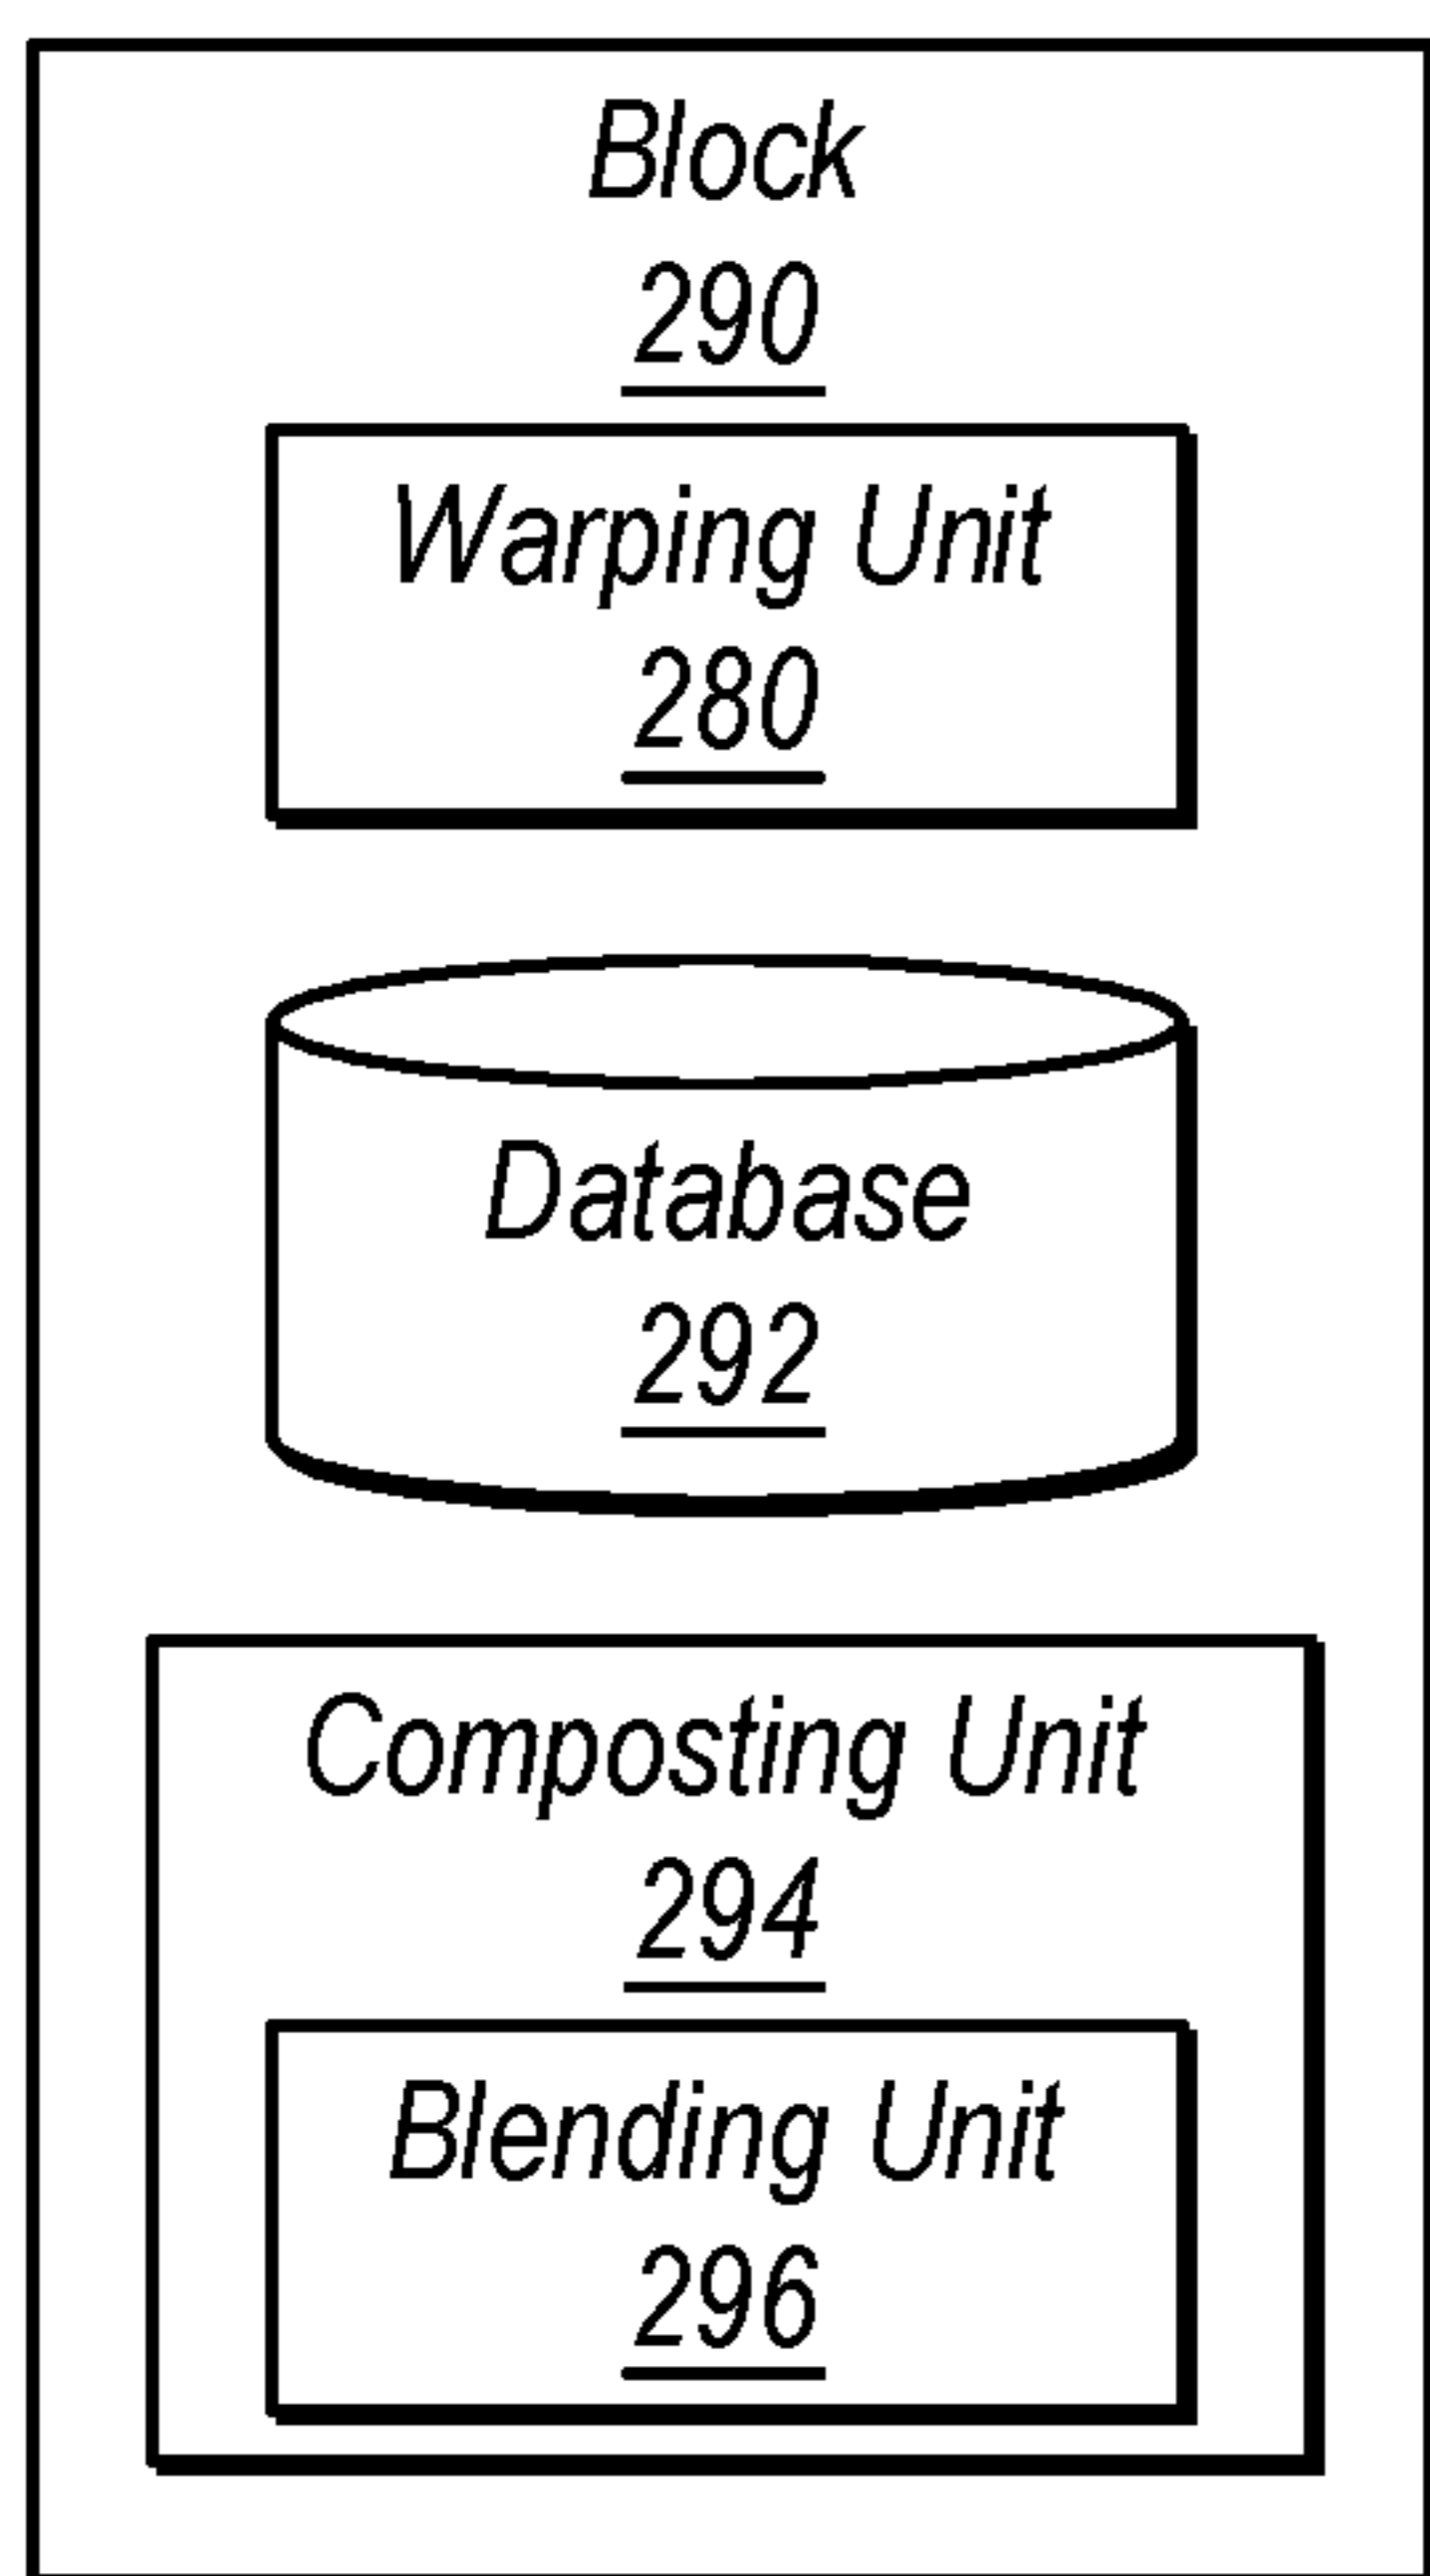 Block
290
Warping Unit
280
Database
292
Composting Unit
294
Blending Unit
296